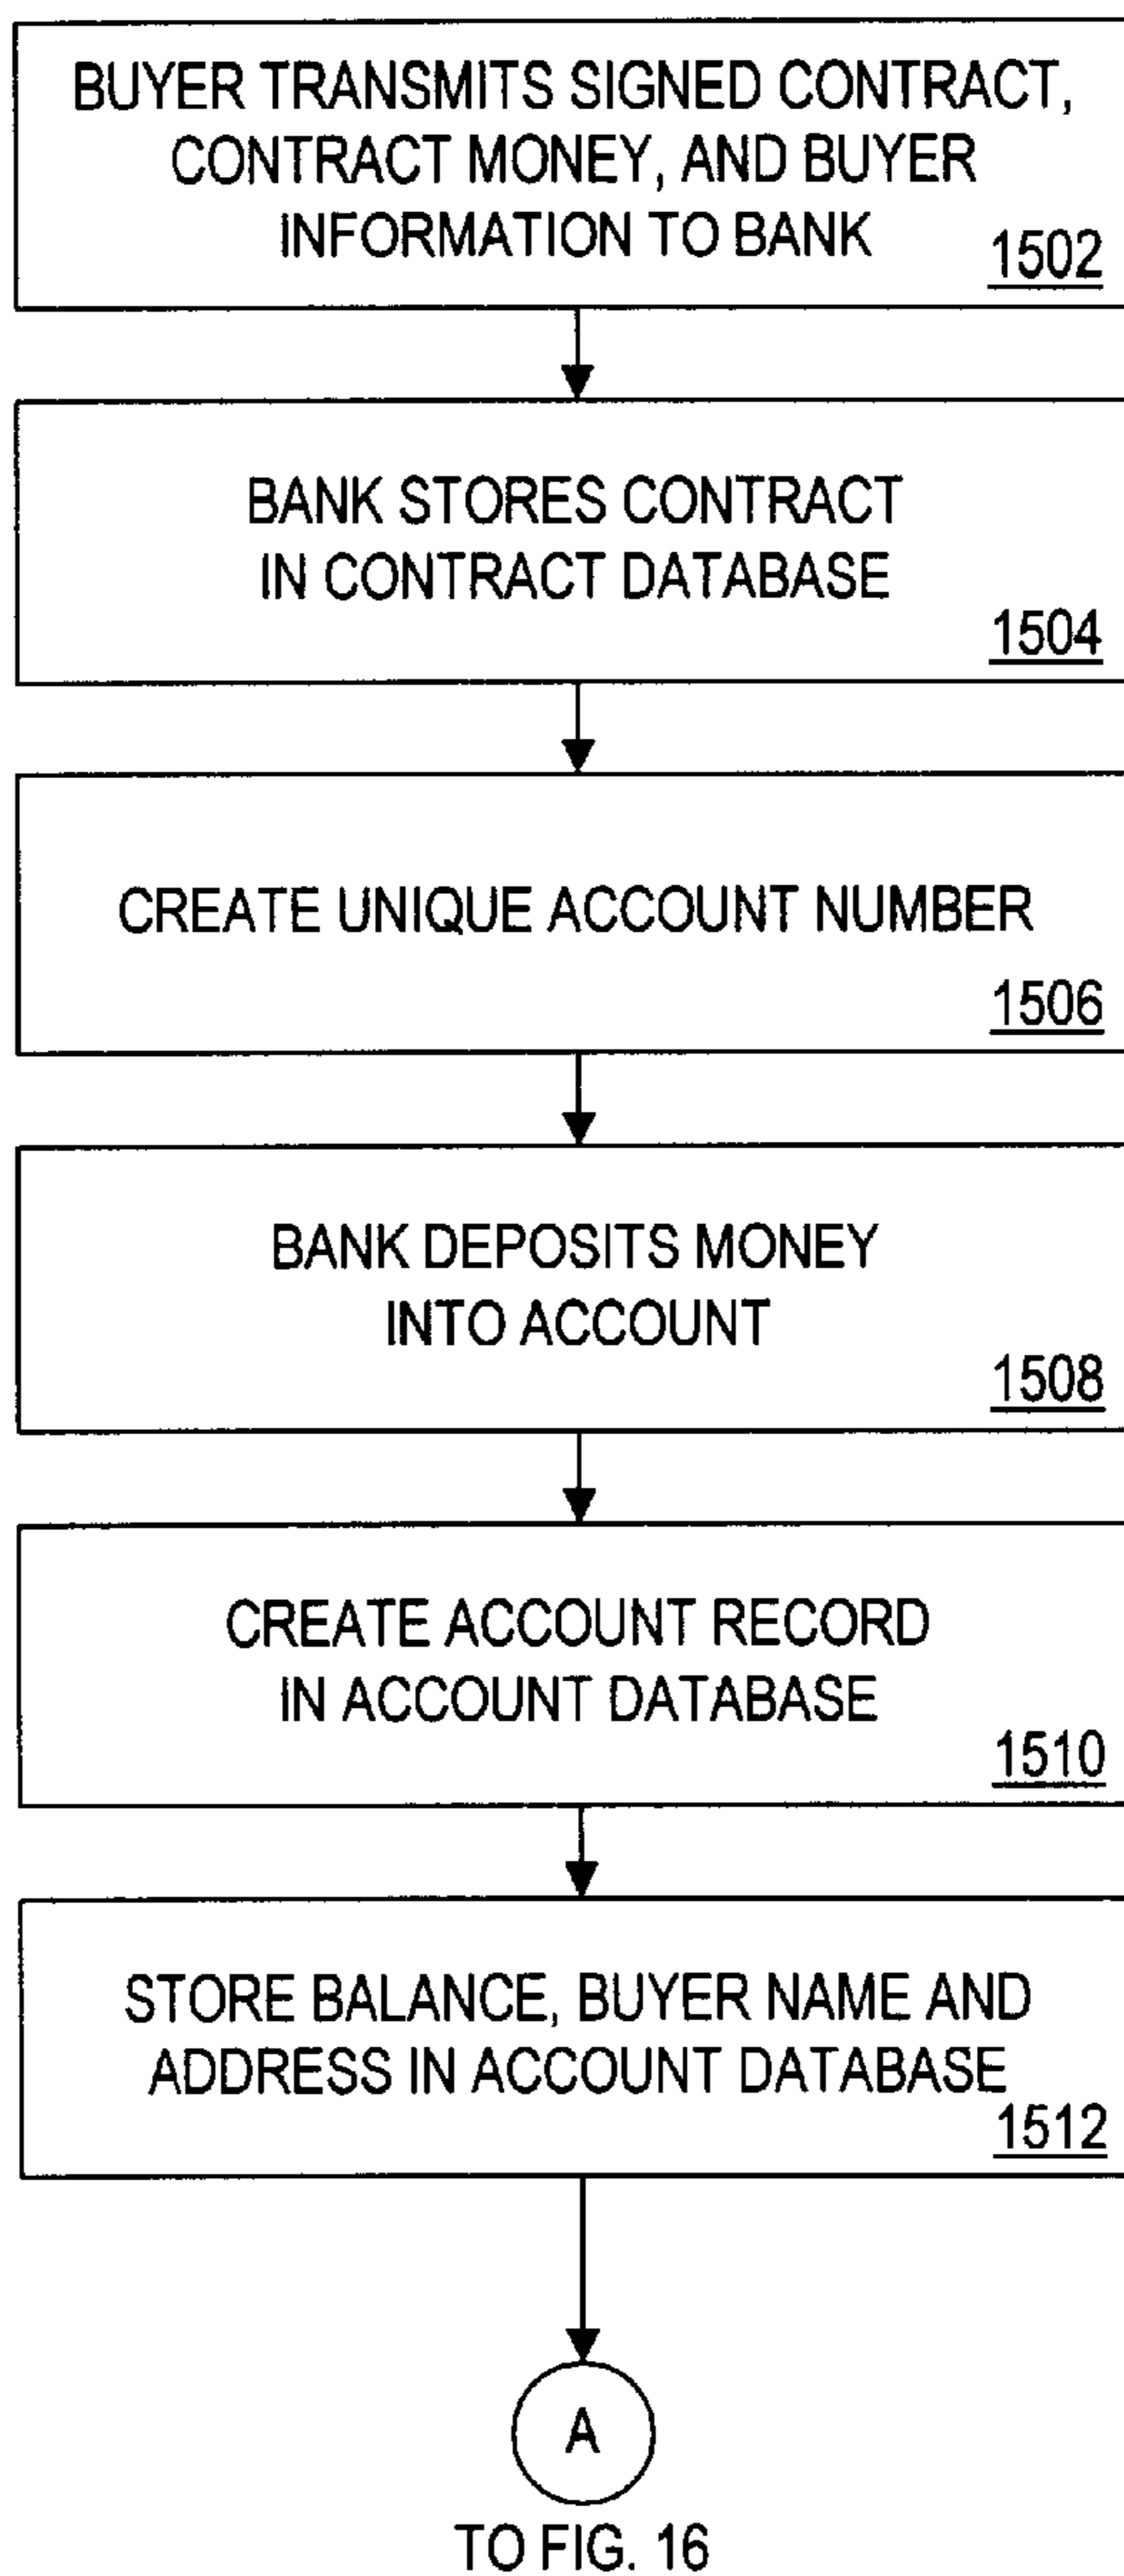 BUYER TRANSMITS SIGNED CONTRACT,
CONTRACT MONEY, AND BUYER
INFORMATION TO BANK
1502
BANK STORES CONTRACT
IN CONTRACT DATABASE
1504
CREATE UNIQUE ACCOUNT NUMBER
1506
BANK DEPOSITS MONEY
INTO ACCOUNT
1508
CREATE ACCOUNT RECORD
IN ACCOUNT DATABASE
1510
STORE BALANCE, BUYER NAME AND
ADDRESS IN ACCOUNT DATABASE
1512
A
TO FIG. 16